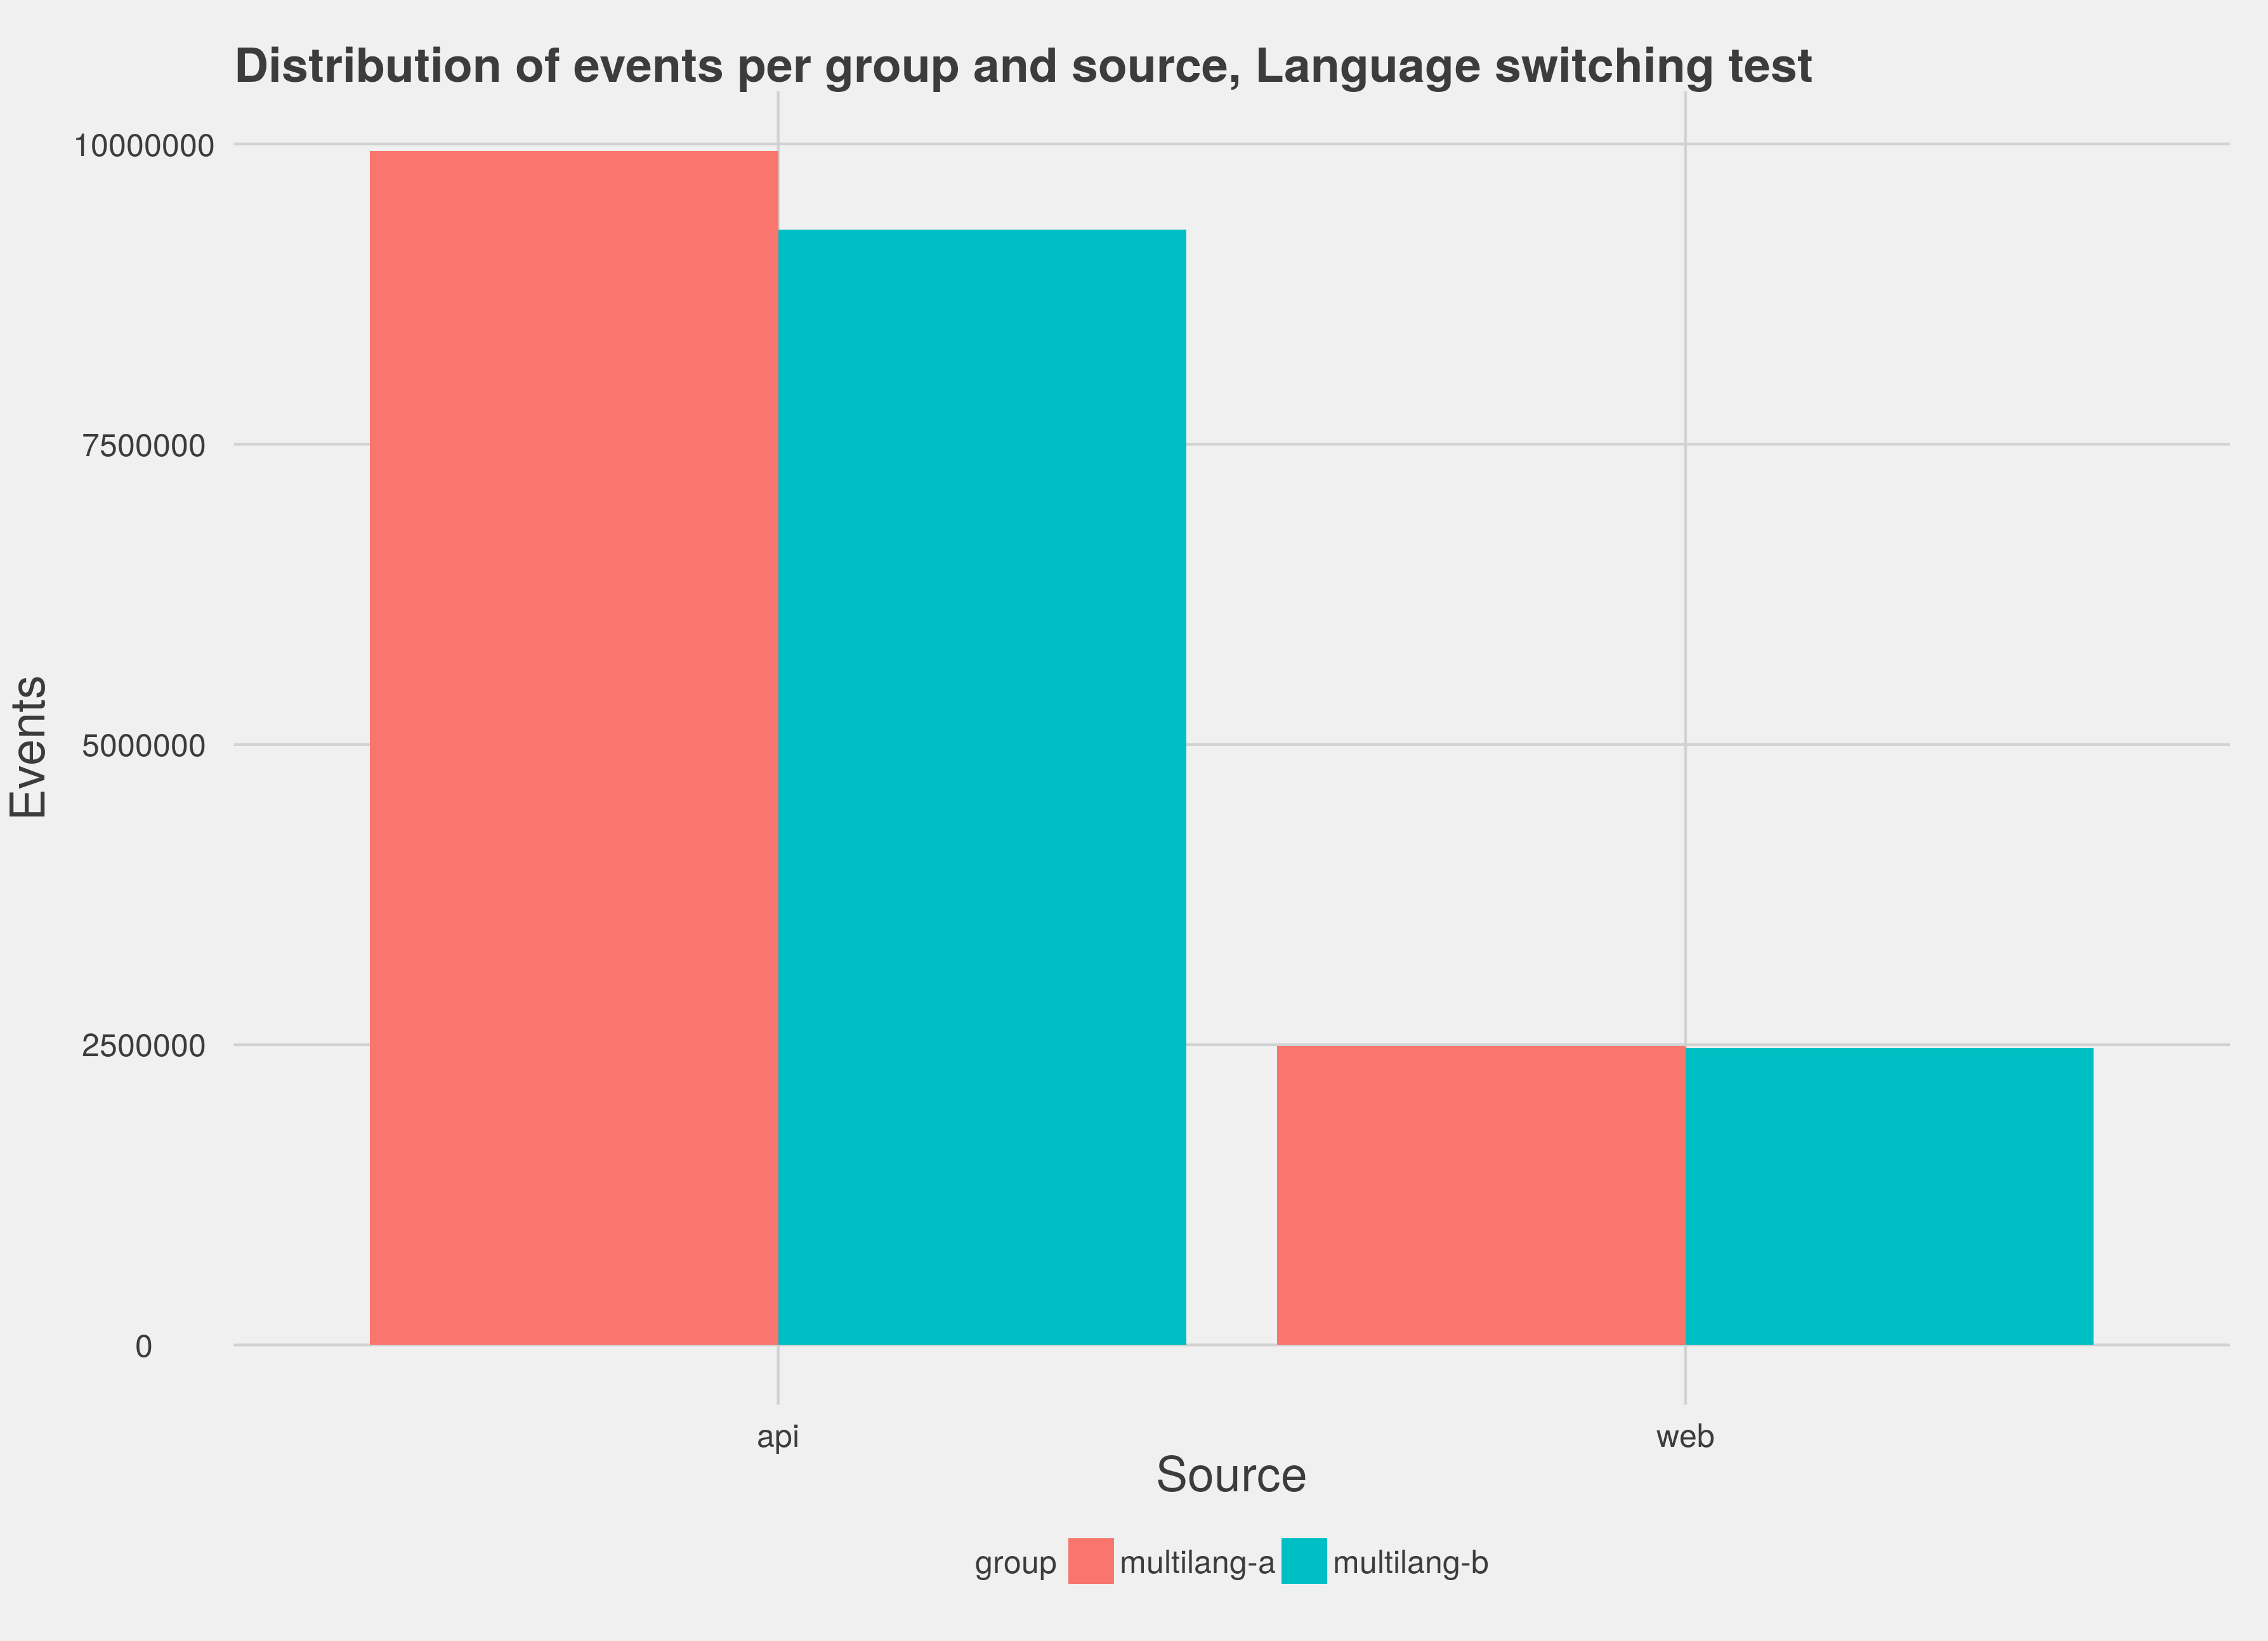 Distribution of events per group and source, Language switching test
10000000
7500000
5000000
2500000
0
Events
api
web
Source
group multilang-a multilang-b